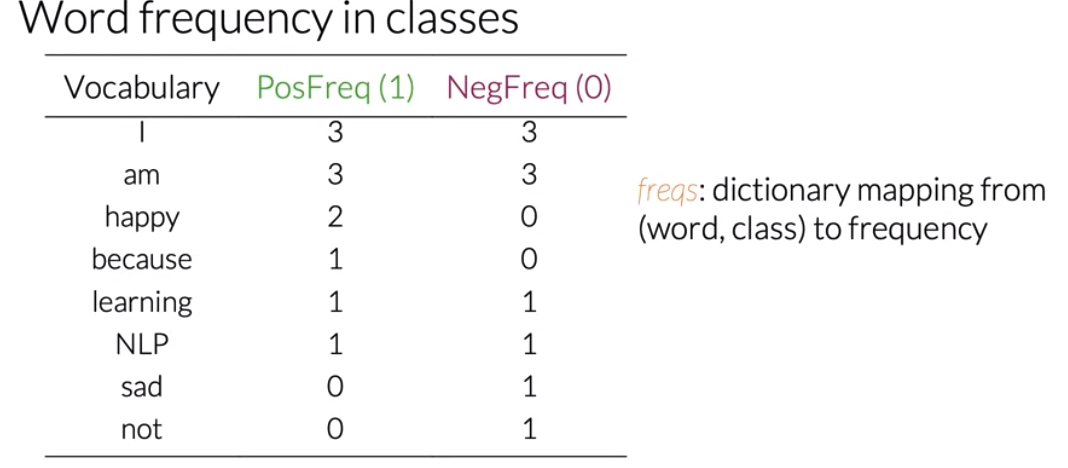 Word frequency in classes
Vocabulary PosFreq (1) NegFreq (0)
I 3 3
am 3 3
happy 2 0
because 1 0
learning 1 1
NLP 1 1
sad 0 1
not 0 1
freqs: dictionary mapping from
(word, class) to frequency